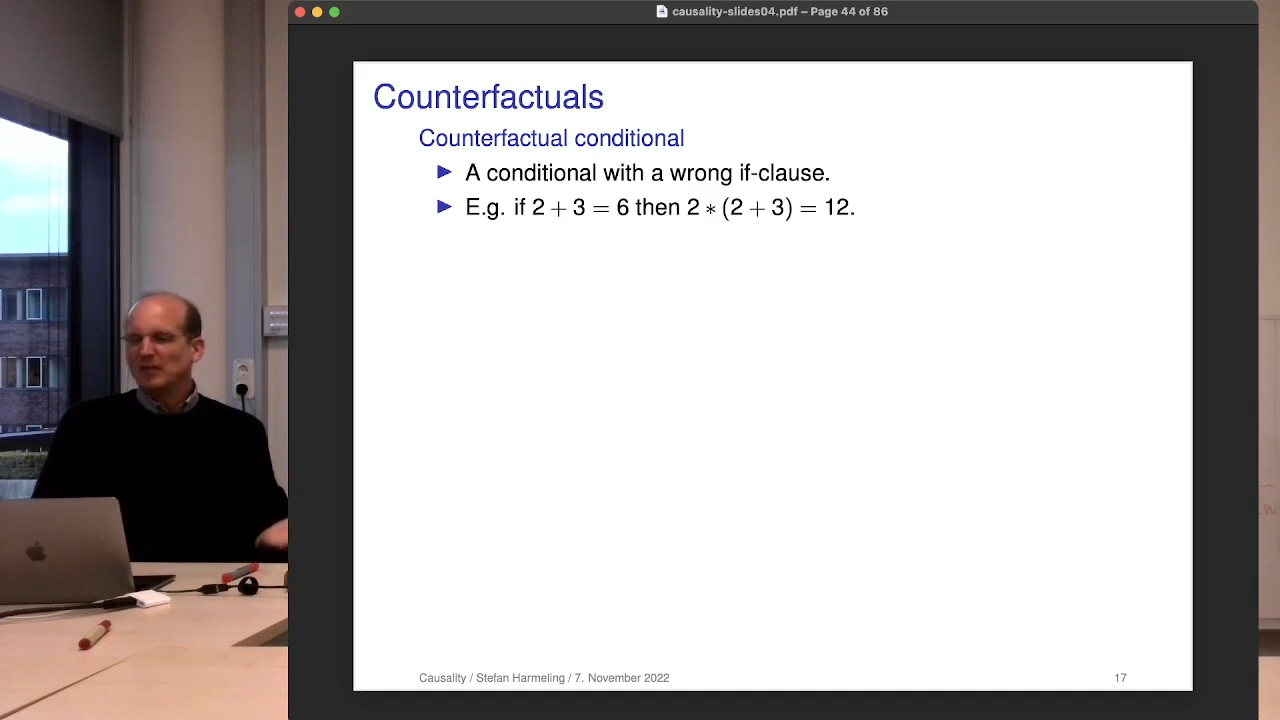 causality-slides04.pdf – Page 44 of 86
Counterfactuals
Counterfactual conditional
► A conditional with a wrong if-clause.
► E.g. if 2 + 3 = 6 then 2 ∗ (2 + 3) = 12.
Causality / Stefan Harmeling / 7. November 2022
17